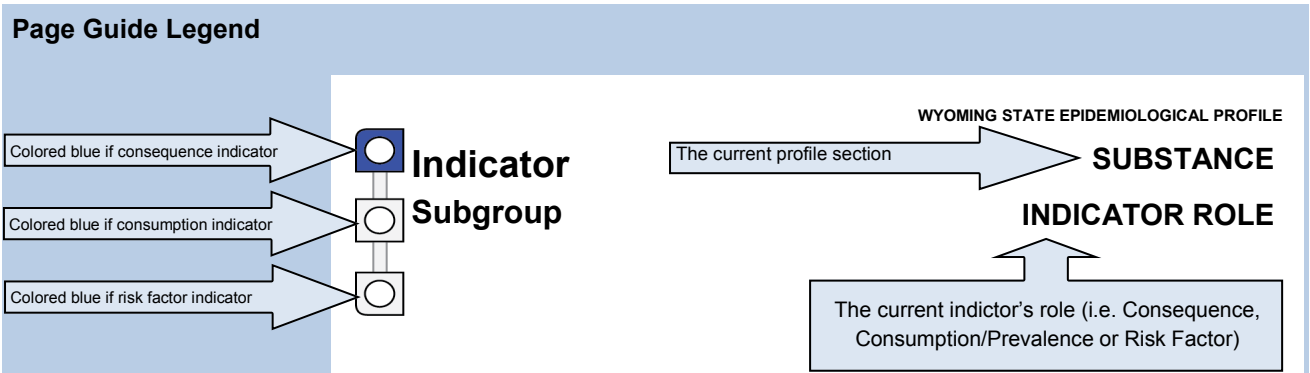 Page Guide Legend
WYOMING STATE EPIDEMIOLOGICAL PROFILE
Colored blue if consequence indicator
Indicator
The current profile section
SUBSTANCE
Colored blue if consumption indicator
Subgroup
INDICATOR ROLE
Colored blue if risk factor indicator
The current indictor's role (i.e. Consequence,
Consumption/Prevalence or Risk Factor)